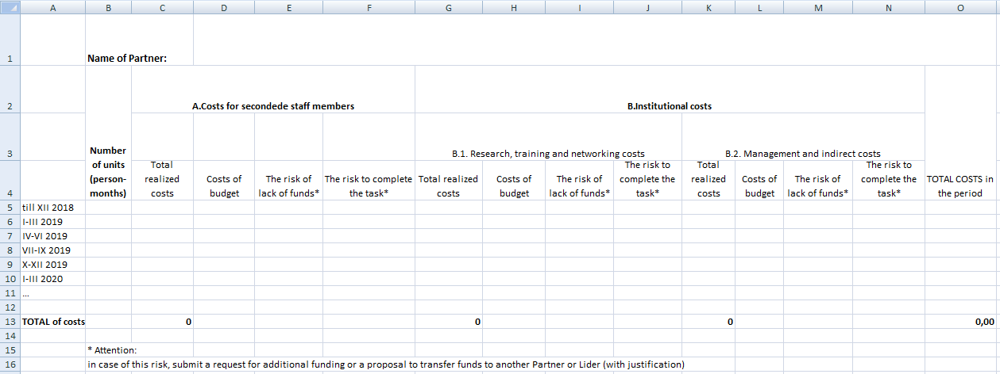 A B C D E F G H I J K L M N O
1 Name of Partner:
2 A.Costs for secondede staff members B.Institutional costs
3 B.1. Research, training and networking costs B.2. Management and indirect costs
Number
of units
(person-
months)
4
Total
realized
costs
Costs of
budget
The risk of
lack of funds*
The risk to complete
the task*
Total realized
costs
Costs of
budget
The risk of
lack of funds*
The risk to
complete the
task*
Total
realized
costs
Costs of
budget
The risk of
lack of funds*
The risk to
complete the
task*
TOTAL COSTS in
the period
5 till XII 2018
6 I-III 2019
7 IV-VI 2019
8 VII-IX 2019
9 X-XII 2019
10 I-III 2020
11 ...
12
13 TOTAL of costs 0 0 0 0,00
14
15 * Attention:
16 in case of this risk, submit a request for additional funding or a proposal to transfer funds to another Partner or Lider (with justification)